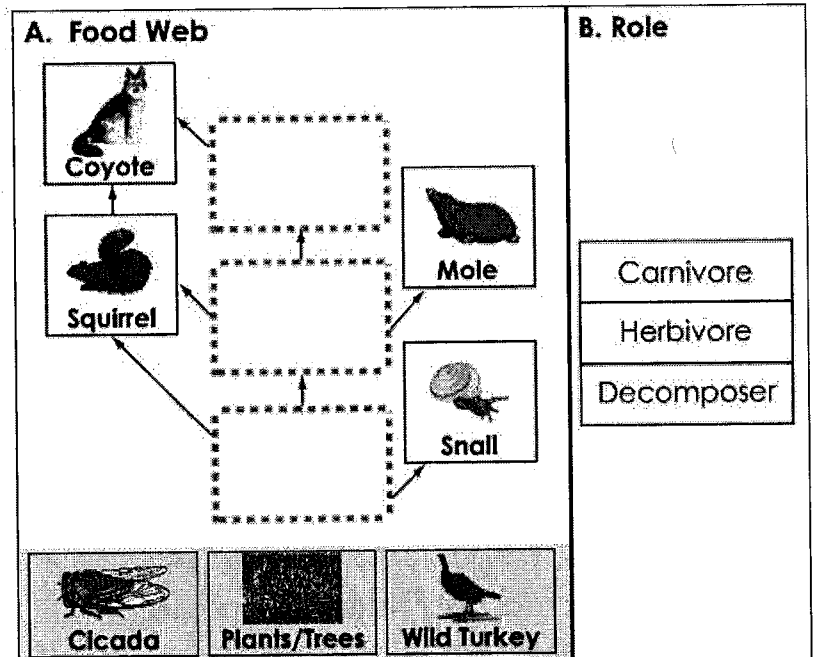 A. Food Web
B. Role
Coyote
Mole
Squirrel
Snail
Carnivore
Herbivore
Decomposer
Cicada
Plants/Trees
Wild Turkey